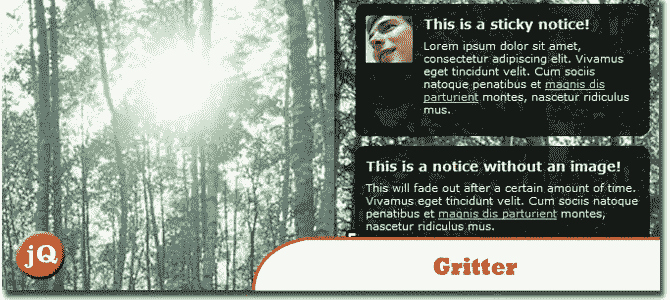 This is a sticky notice!
Lorem ipsum dolor sit amet,
consectetur adipiscing elit. Vivamus
eget tincidunt velit. Cum sociis
natoque penatibus et magnis dis
parturient montes, nascetur ridiculus
mus.
This is a notice without an image!
This will fade out after a certain amount of time.
Vivamus eget tincidunt velit. Cum sociis natoque
penatibus et magnis dis parturient montes,
nascetur ridiculus mus.
jQ
Gritter